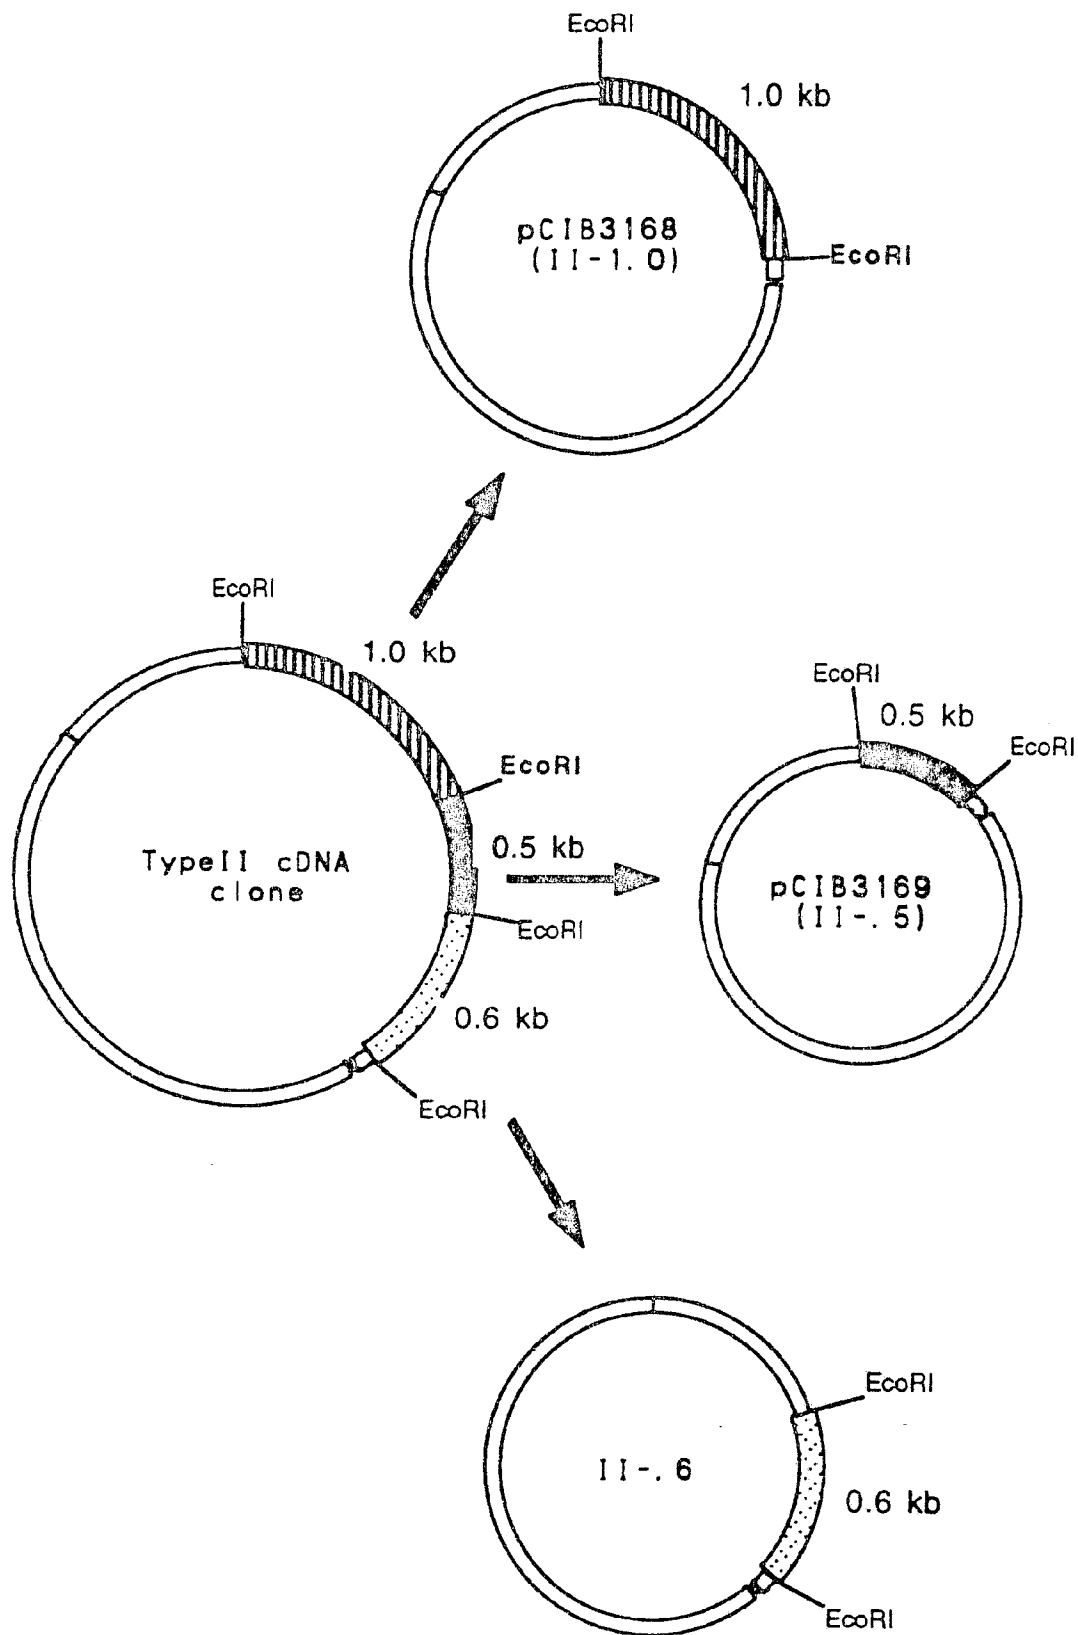 EcoRI
1.0 kb
pCIB3168
(II-1.0)
EcoRI
EcoRI
1.0 kb
EcoRI
0.5 kb
EcoRI
EcoRI
TypeII cDNA
clone
0.5 kb
pCIB3169
(II-.5)
EcoRI
0.6 kb
EcoRI
EcoRI
II-.6
0.6 kb
EcoRI